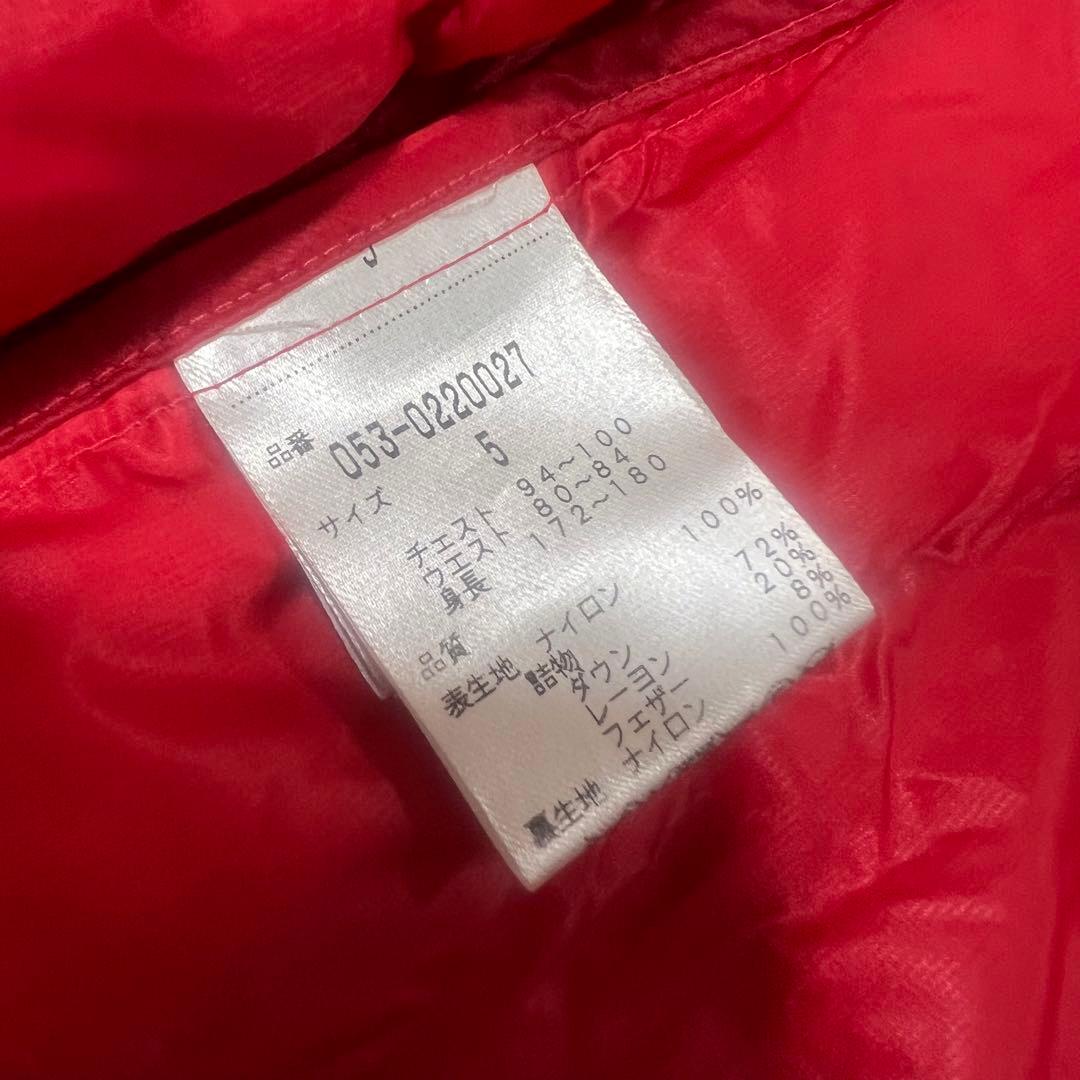 品番 053-0220027
サイズ 5
チェスト 94~100
ウエスト 80~84
身長 172~180
品質
表生地 ナイロン 100%
詰物
ダウン 72%
レーヨン 20%
フェザー 8%
裏生地 ナイロン 100%